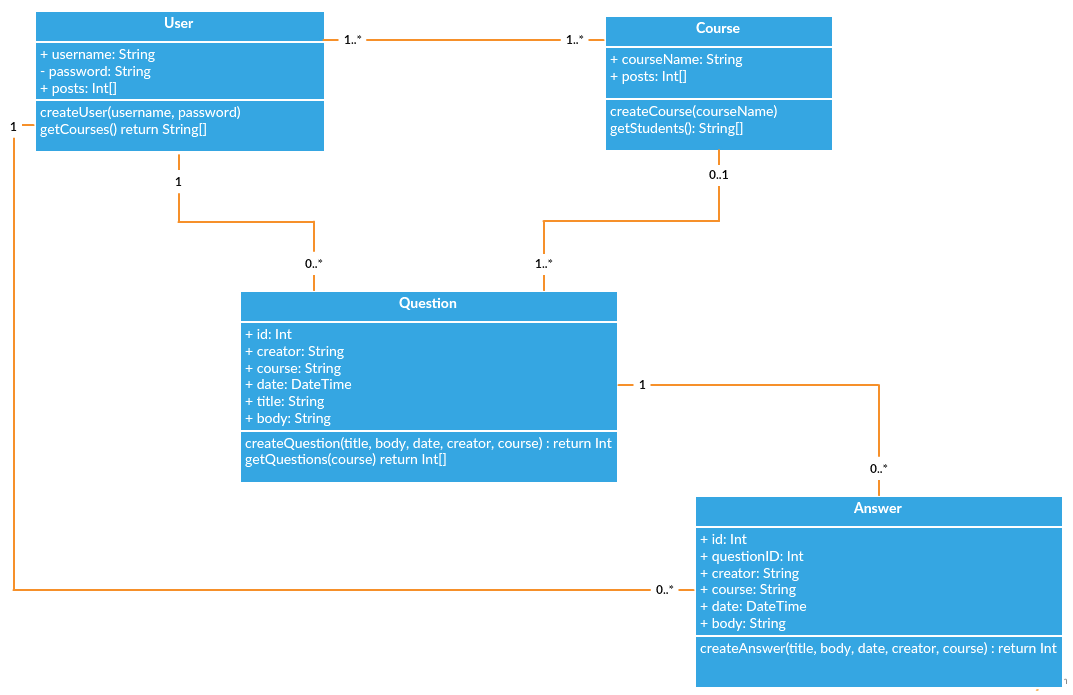 User
+ username: String
- password: String
+ posts: Int[]
createUser(username, password)
getCourses() return String[]
1..*
1..*
Course
+ courseName: String
+ posts: Int[]
createCourse(courseName)
getStudents(): String[]
1
1
0..1
0..*
1..*
Question
+ id: Int
+ creator: String
+ course: String
+ date: DateTime
+ title: String
+ body: String
createQuestion(title, body, date, creator, course) : return Int
getQuestions(course) return Int[]
1
0..*
Answer
+ id: Int
+ questionID: Int
+ creator: String
+ course: String
+ date: DateTime
+ body: String
createAnswer(title, body, date, creator, course) : return Int
0..*